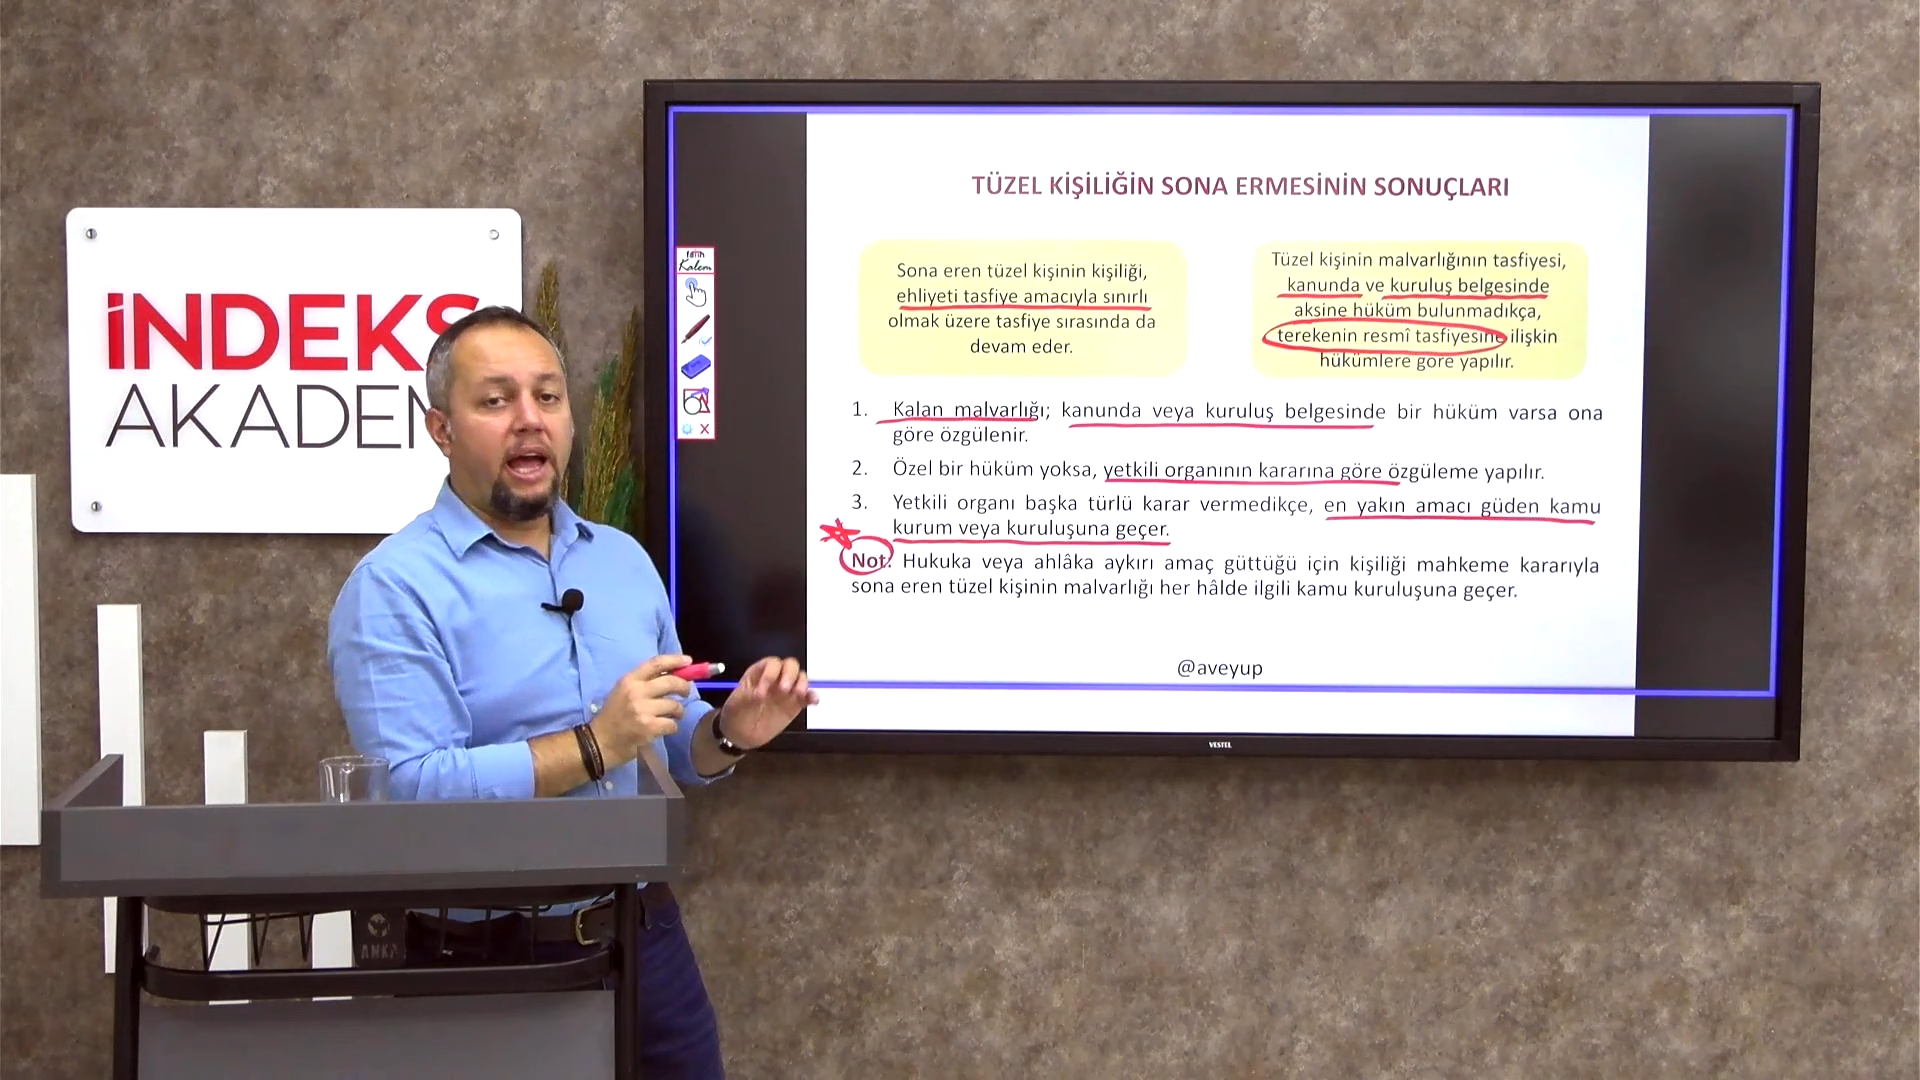 İNDEKS
AKADEM
fatih
Kalem
TÜZEL KİŞİLİĞİN SONA ERMESİNİN SONUÇLARI
Sona eren tüzel kişinin kişiliği,
ehliyeti tasfiye amacıyla sınırlı
olmak üzere tasfiye sırasında da
devam eder.
Tüzel kişinin malvarlığının tasfiyesi,
kanunda ve kuruluş belgesinde
aksine hüküm bulunmadıkça,
terekenin resmî tasfiyesine ilişkin
hükümlere göre yapılır.
1. Kalan malvarlığı; kanunda veya kuruluş belgesinde bir hüküm varsa ona
göre özgülenir.
2. Özel bir hüküm yoksa, yetkili organının kararına göre özgüleme yapılır.
3. Yetkili organı başka türlü karar vermedikçe, en yakın amacı güden kamu
kurum veya kuruluşuna geçer.
Not: Hukuka veya ahlâka aykırı amaç güttüğü için kişiliği mahkeme kararıyla
sona eren tüzel kişinin malvarlığı her hâlde ilgili kamu kuruluşuna geçer.
@aveyup
VESTEL
ANKA